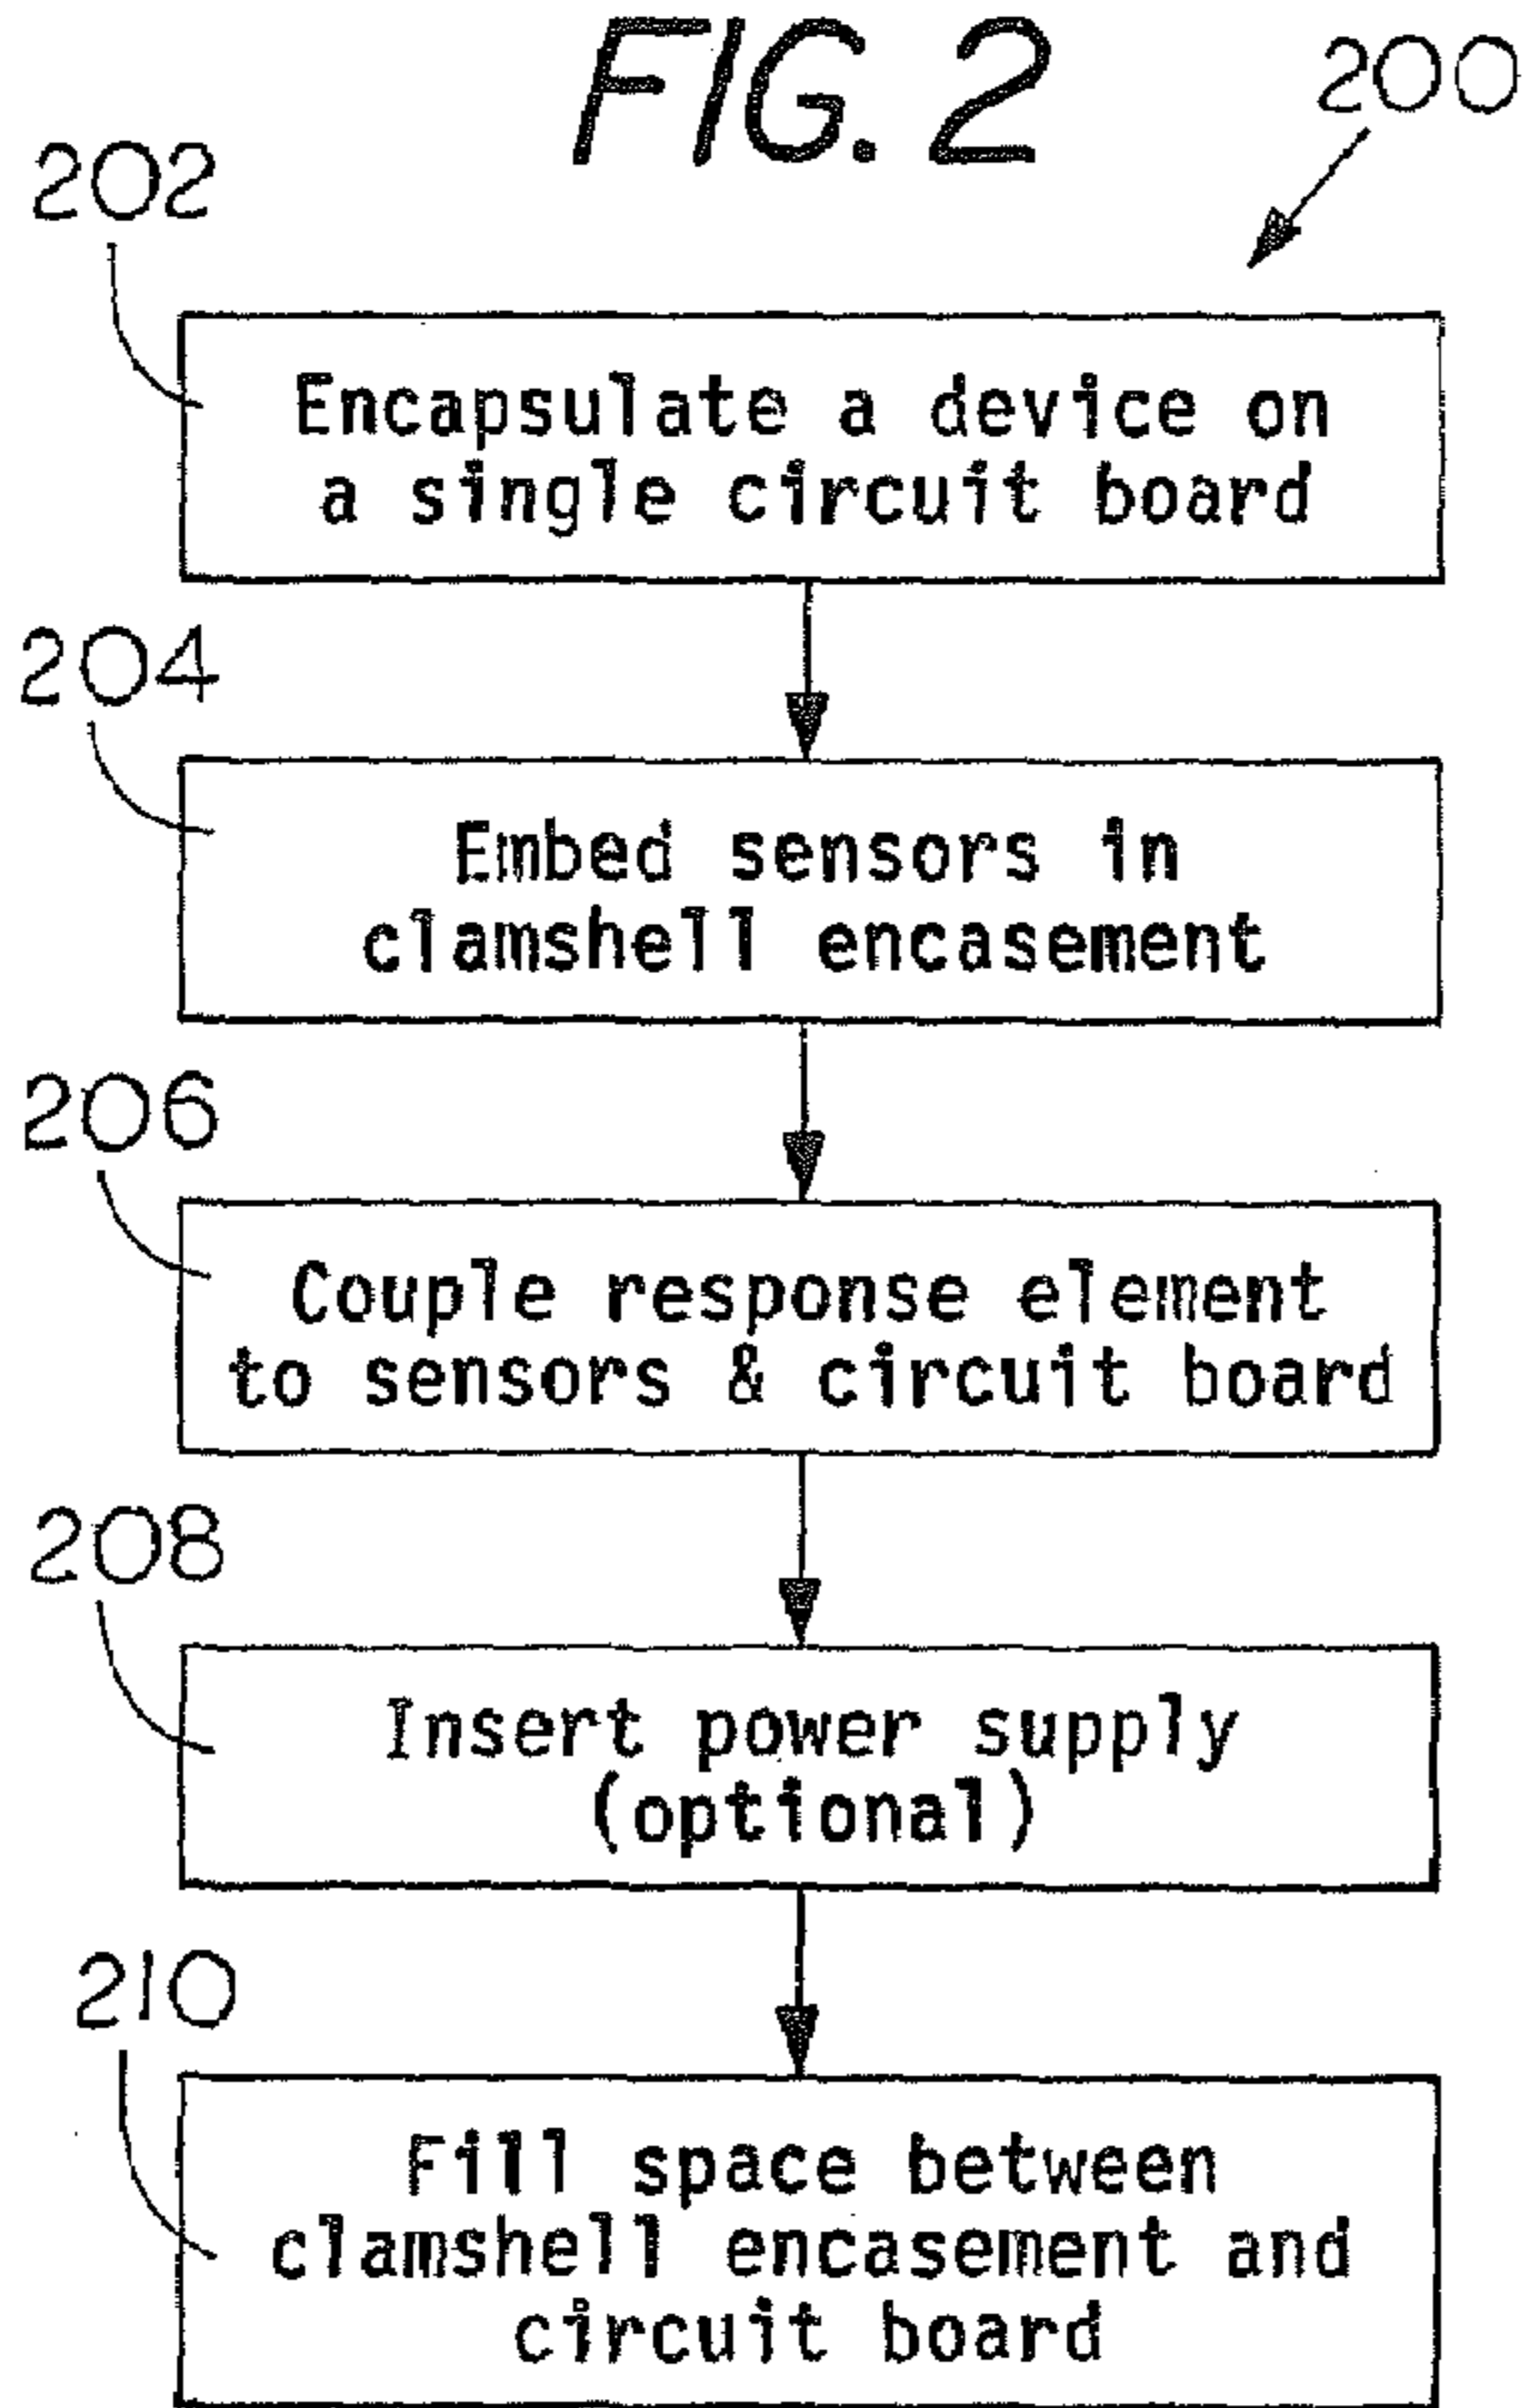 FIG. 2
200
202
Encapsulate a device on
a single circuit board
204
Embed sensors in
clamshell encasement
206
Couple response element
to sensors & circuit board
208
Insert power supply
(optional)
210
Fill space between
clamshell encasement and
circuit board